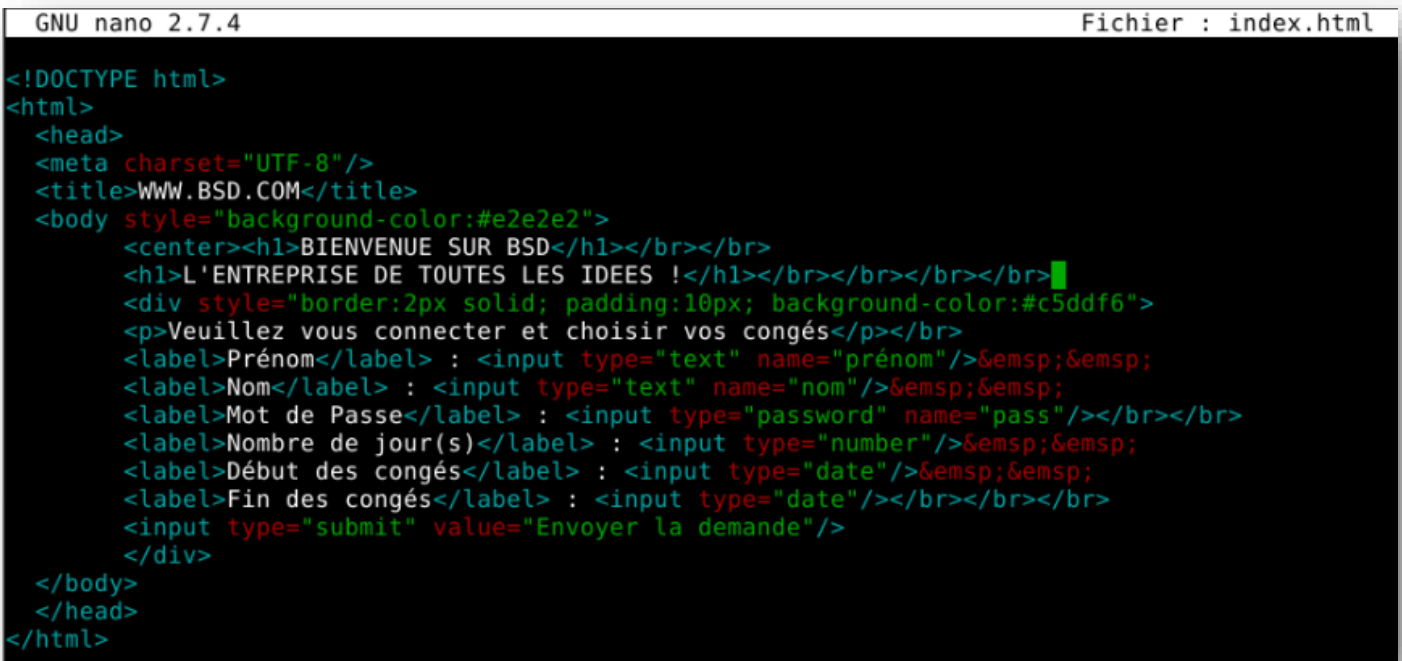 GNU nano 2.7.4 Fichier : index.html
<!DOCTYPE html>
<html>
<head>
<meta charset="UTF-8"/>
<title>WWW.BSD.COM</title>
<body style="background-color:#e2e2e2">
<center><h1>BIENVENUE SUR BSD</h1></br></br>
<h1>L'ENTREPRISE DE TOUTES LES IDEES !</h1></br></br></br></br>
<div style="border:2px solid; padding:10px; background-color:#c5ddf6">
<p>Veuillez vous connecter et choisir vos congés</p></br>
<label>Prénom</label> : <input type="text" name="prénom"/>&emsp;&emsp;
<label>Nom</label> : <input type="text" name="nom"/>&emsp;&emsp;
<label>Mot de Passe</label> : <input type="password" name="pass"/></br></br>
<label>Nombre de jour(s)</label> : <input type="number"/>&emsp;&emsp;
<label>Début des congés</label> : <input type="date"/>&emsp;&emsp;
<label>Fin des congés</label> : <input type="date"/></br></br></br>
<input type="submit" value="Envoyer la demande"/>
</div>
</body>
</head>
</html>